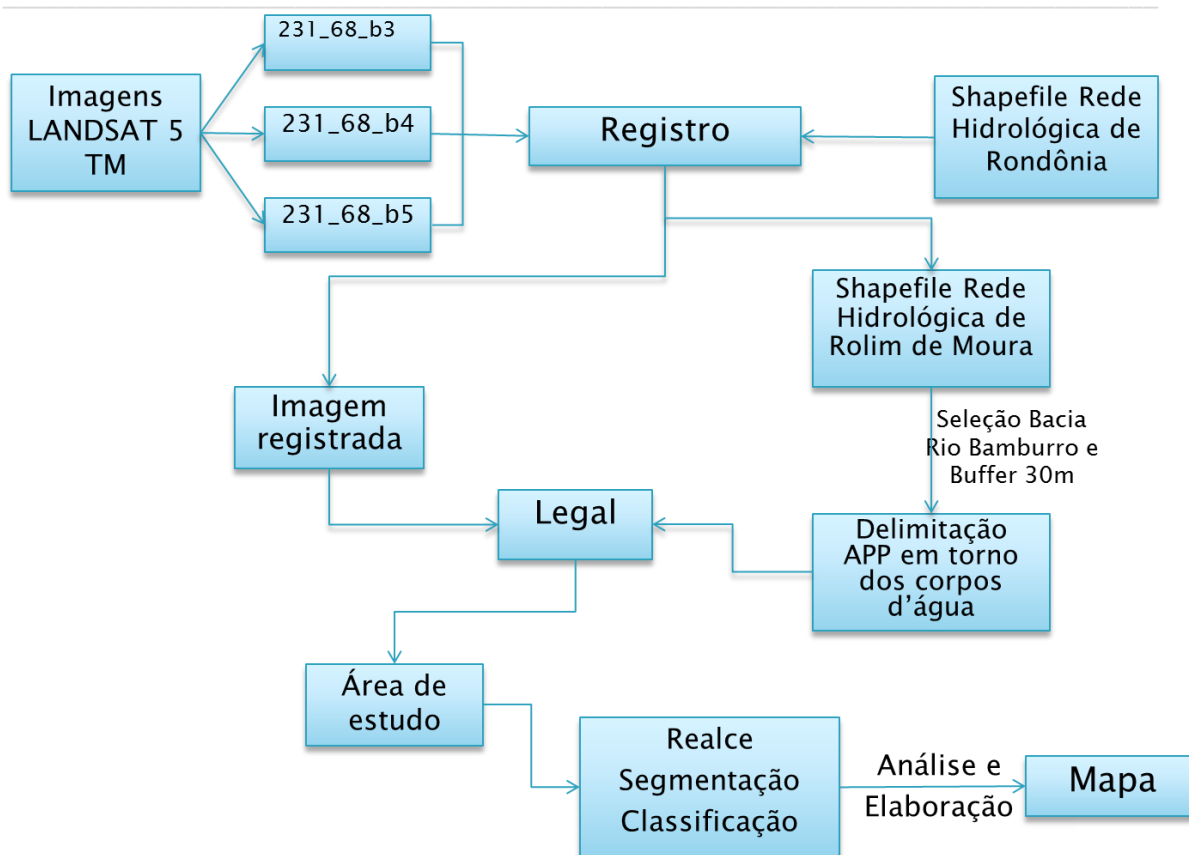 231_68_b3
Imagens
LANDSAT 5
TM
231_68_b4
231_68_b5
Registro
Shapefile Rede
Hidrológica de
Rondônia
Shapefile Rede
Hidrológica de
Rolim de Moura
Imagem
registrada
Seleção Bacia
Rio Bamburro e
Buffer 30m
Legal
Delimitação
APP em torno
dos corpos
d’água
Área de
estudo
Realce
Segmentação
Classificação
Análise e
Elaboração
Mapa